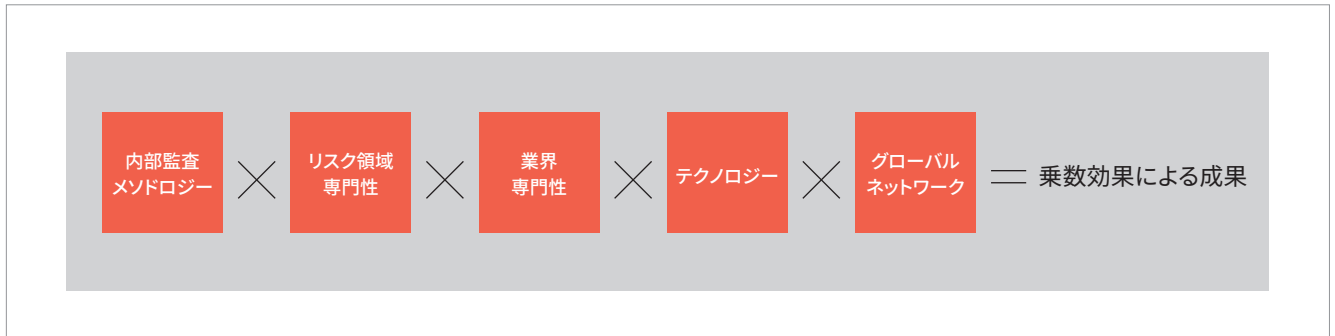 内部監査
メソドロジー
×
リスク領域
専門性
×
業界
専門性
×
テクノロジー
×
グローバル
ネットワーク
=
乗数効果による成果